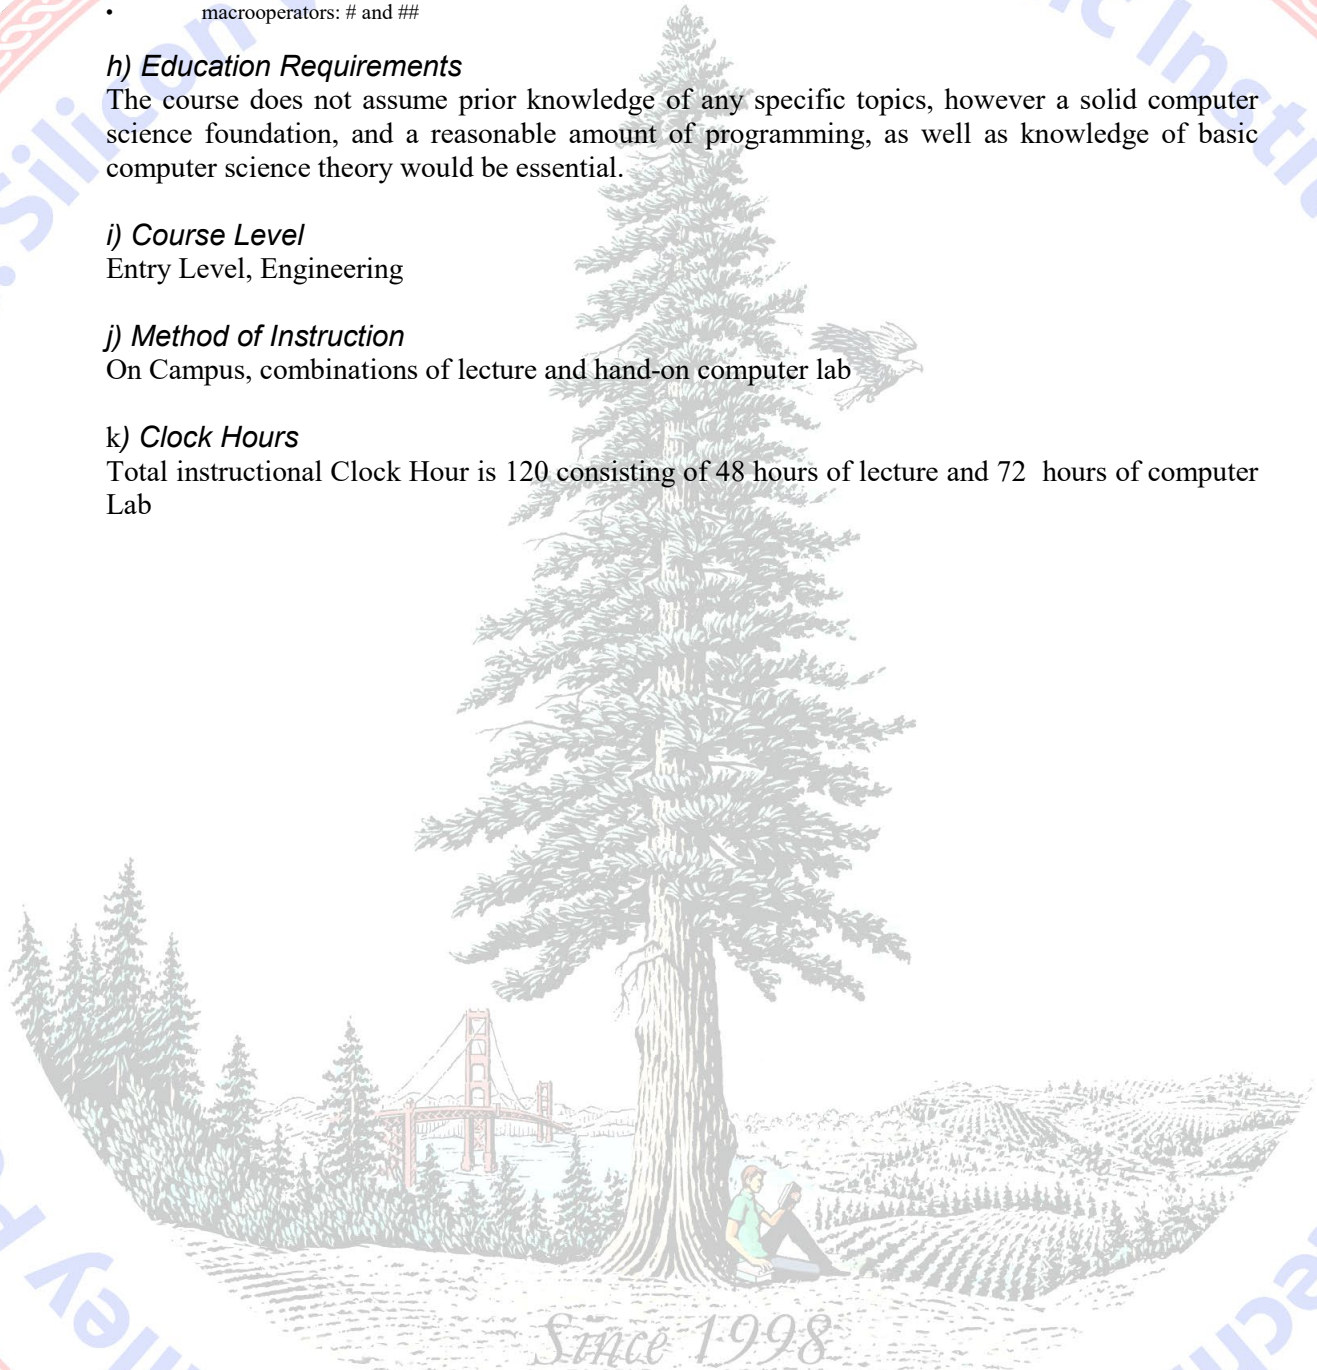 • macrooperators: # and ##
h) Education Requirements
The course does not assume prior knowledge of any specific topics, however a solid computer
science foundation, and a reasonable amount of programming, as well as knowledge of basic
computer science theory would be essential.
i) Course Level
Entry Level, Engineering
j) Method of Instruction
On Campus, combinations of lecture and hand-on computer lab
k) Clock Hours
Total instructional Clock Hour is 120 consisting of 48 hours of lecture and 72  hours of computer
Lab
Since 1998